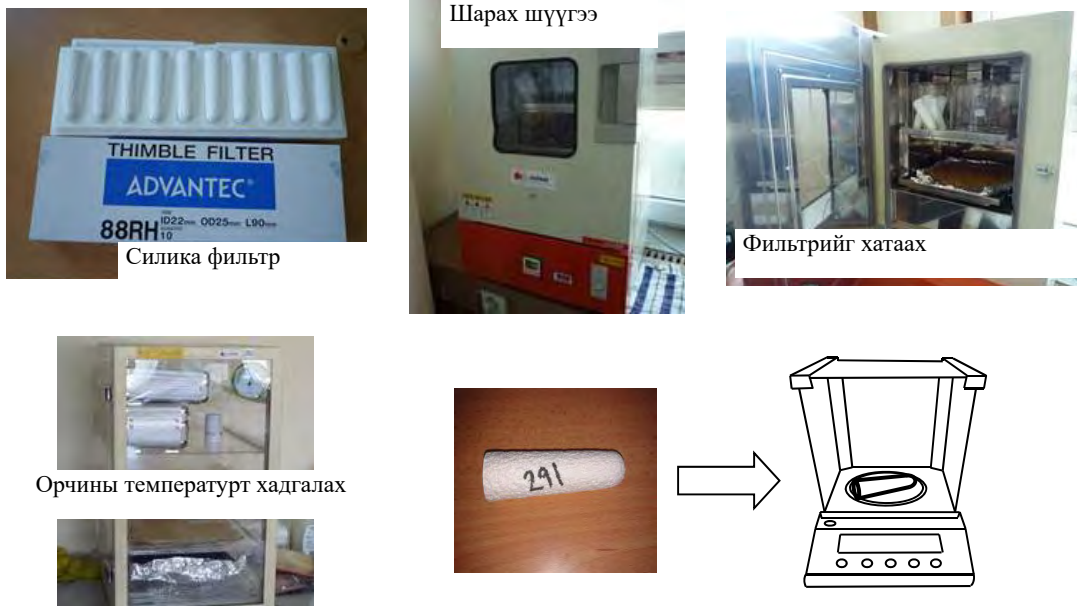 Шарах шүүгээ
THIMBLE FILTER
ADVANTEC®
88RH ID22mm OD25mm L90mm
10
Силика фильтр
Фильтрийг хатаах
Орчины температурт хадгалах
291